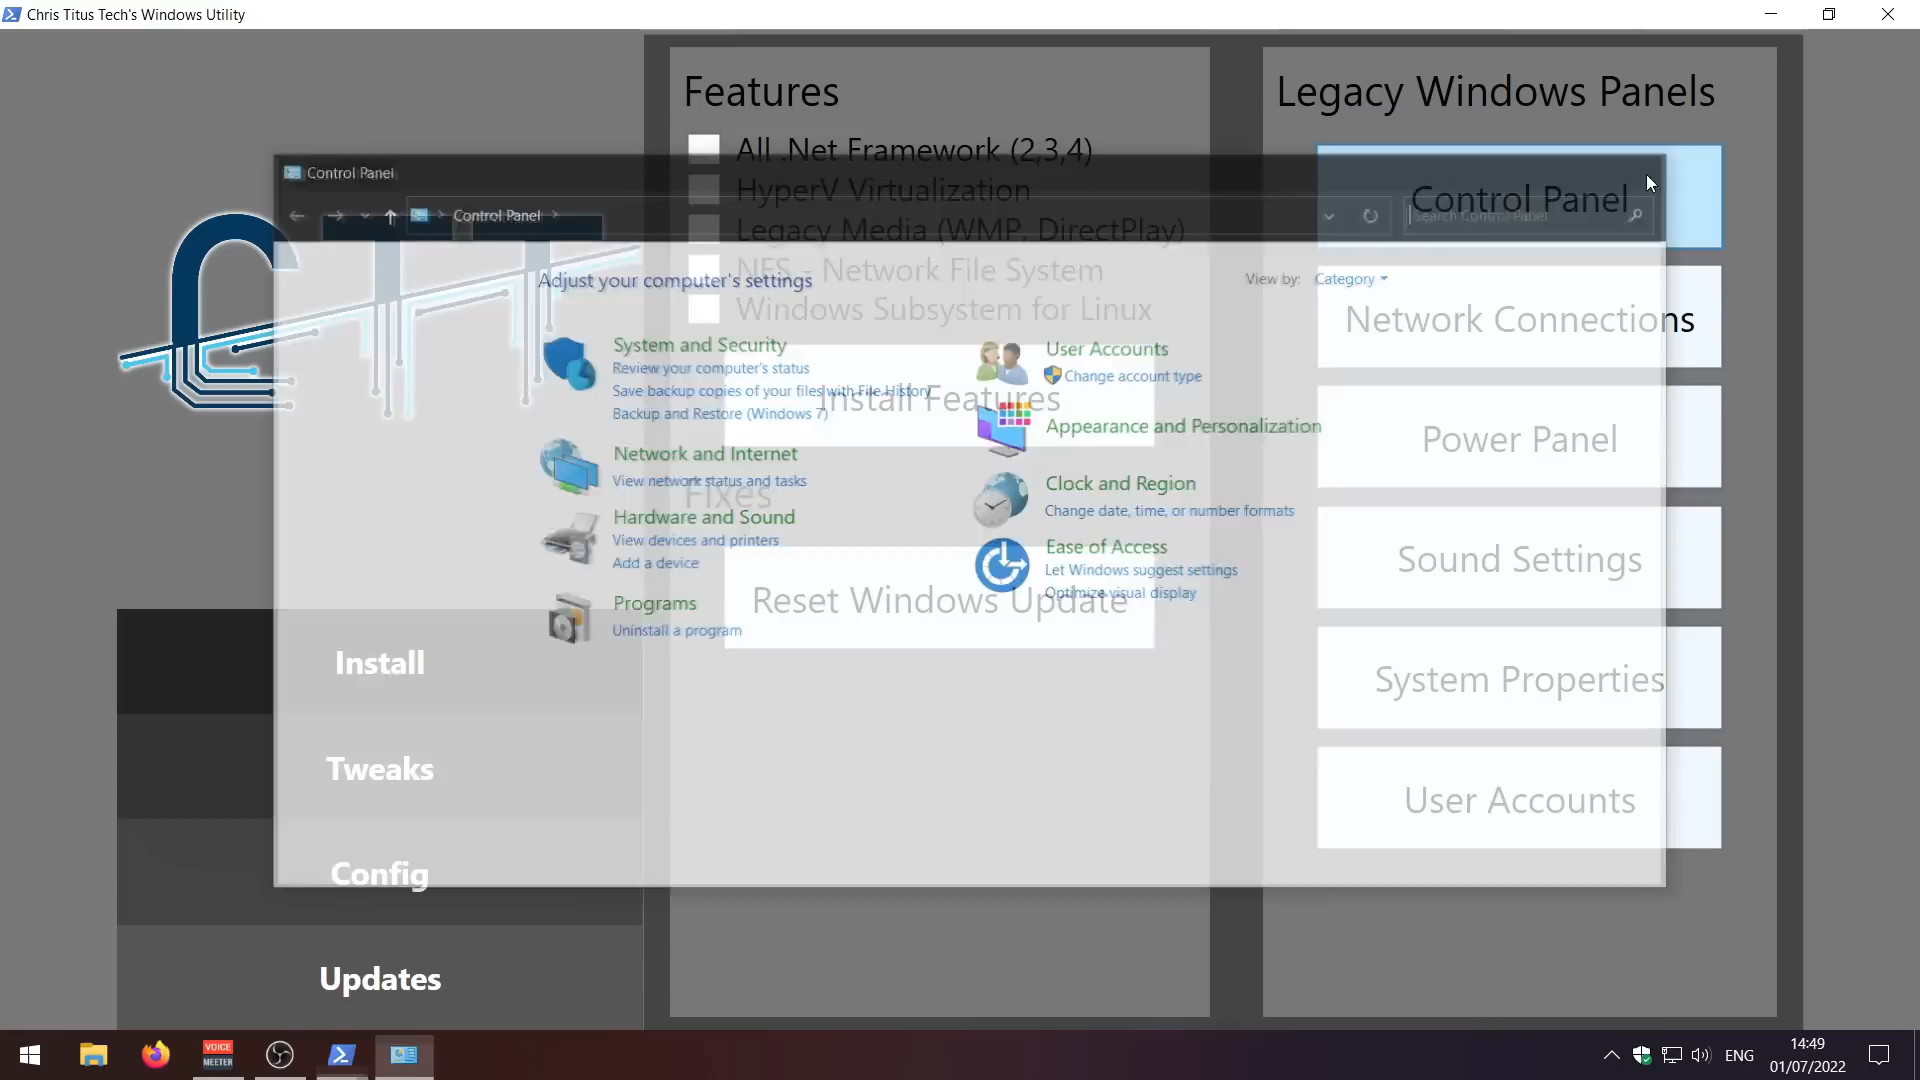 Chris Titus Tech's Windows Utility
Features
All .Net Framework (2,3,4)
HyperV Virtualization
Legacy Media (WMP, DirectPlay)
NFS - Network File System
Windows Subsystem for Linux
Install Features
Fixes
Reset Windows Update
Legacy Windows Panels
Control Panel
Network Connections
Power Panel
Sound Settings
System Properties
User Accounts
Control Panel
Control Panel
Search Control Panel
Adjust your computer's settings
View by: Category
System and Security
Review your computer's status
Save backup copies of your files with File History
Backup and Restore (Windows 7)
Network and Internet
View network status and tasks
Hardware and Sound
View devices and printers
Add a device
Programs
Uninstall a program
User Accounts
Change account type
Appearance and Personalization
Clock and Region
Change date, time, or number formats
Ease of Access
Let Windows suggest settings
Optimize visual display
Install
Tweaks
Config
Updates
VOICE
MEETER
ENG
14:49
01/07/2022